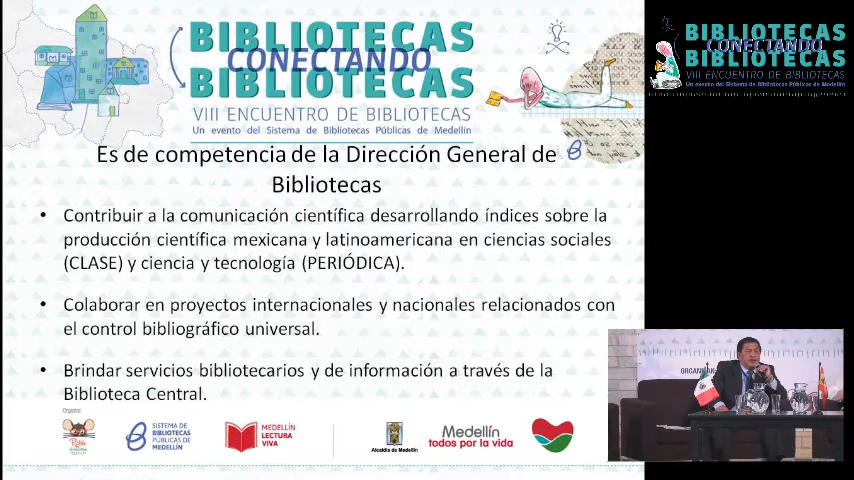 BIBLIOTECAS
CONECTANDO
BIBLIOTECAS
VIII ENCUENTRO DE BIBLIOTECAS
Un evento del Sistema de Bibliotecas Públicas de Medellín
BIBLIOTECAS
CONECTANDO
BIBLIOTECAS
VIII ENCUENTRO DE BIBLIOTECAS
Un evento del Sistema de Bibliotecas Públicas de Medellín
Es de competencia de la Dirección General de
Bibliotecas
• Contribuir a la comunicación científica desarrollando índices sobre la
producción científica mexicana y latinoamericana en ciencias sociales
(CLASE) y ciencia y tecnología (PERIÓDICA).
• Colaborar en proyectos internacionales y nacionales relacionados con
el control bibliográfico universal.
• Brindar servicios bibliotecarios y de información a través de la
Biblioteca Central.
Organiza:
SISTEMA DE
BIBLIOTECAS
PÚBLICAS DE
MEDELLÍN
MEDELLÍN
LECTURA
VIVA
Alcaldía de Medellín
Medellín
todos por la vida